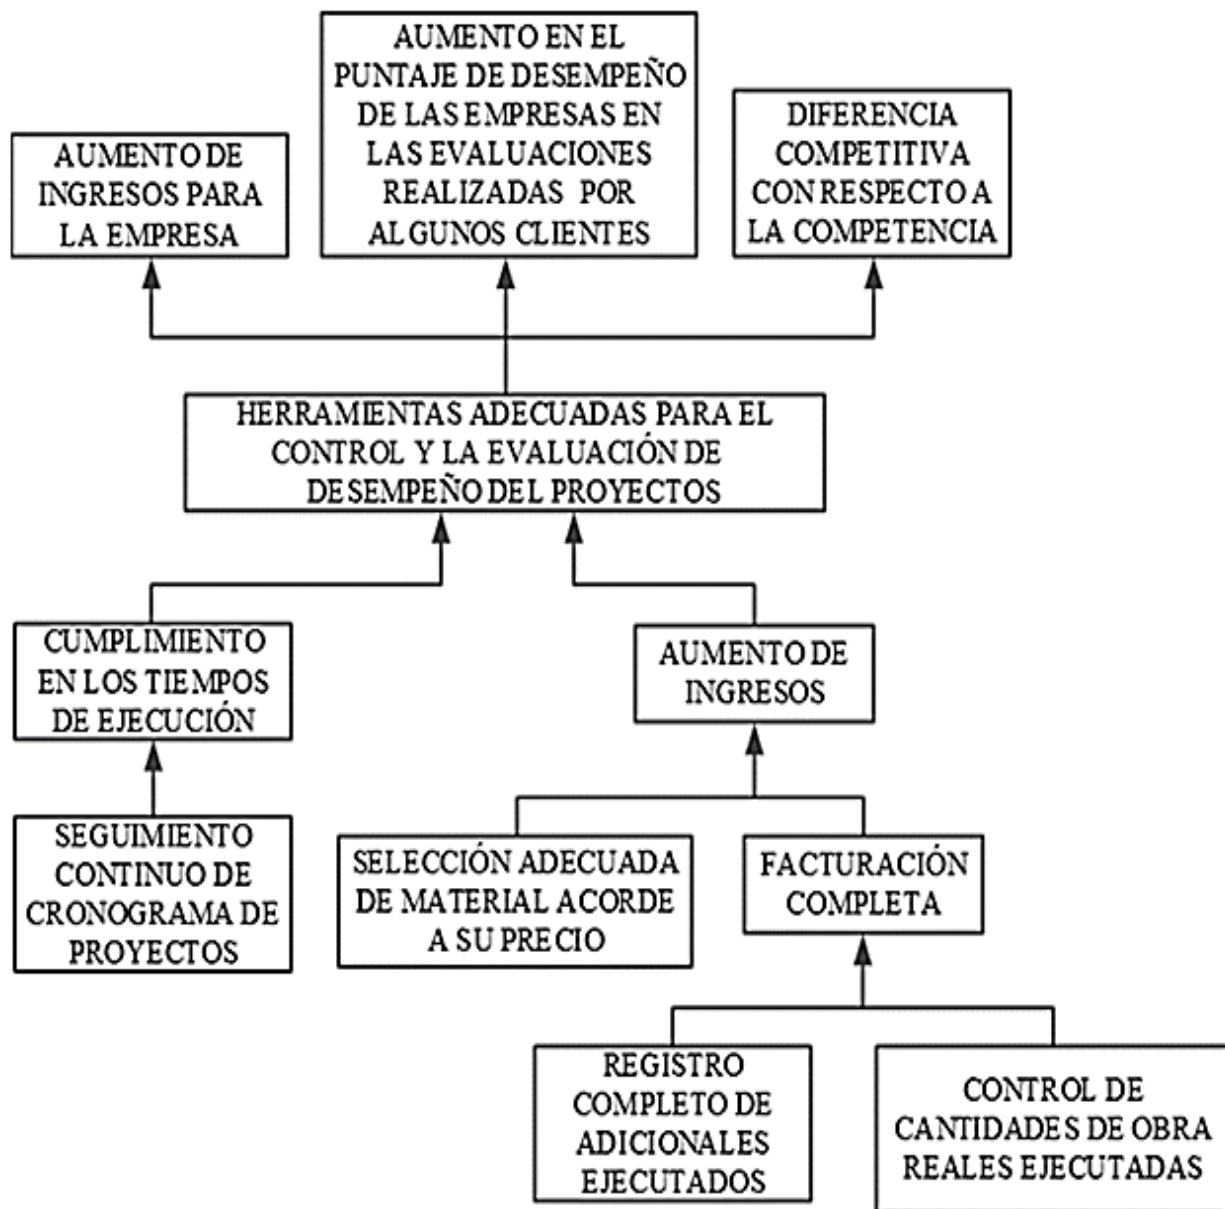 AUMENTO DE
INGRESOS PARA
LA EMPRESA
AUMENTO EN EL
PUNTAJE DE DESEMPEÑO
DE LAS EMPRESAS EN
LAS EVALUACIONES
REALIZADAS POR
ALGUNOS CLIENTES
DIFERENCIA
COMPETITIVA
CON RESPECTO A
LA COMPETENCIA
HERRAMIENTAS ADECUADAS PARA EL
CONTROL Y LA EVALUACIÓN DE
DESEMPEÑO DEL PROYECTOS
CUMPLIMIENTO
EN LOS TIEMPOS
DE EJECUCIÓN
AUMENTO DE
INGRESOS
SEGUIMIENTO
CONTINUO DE
CRONOGRAMA DE
PROYECTOS
SELECCIÓN ADECUADA
DE MATERIAL ACORDE
A SU PRECIO
FACTURACIÓN
COMPLETA
REGISTRO
COMPLETO DE
ADICIONALES
EJECUTADOS
CONTROL DE
CANTIDADES DE OBRA
REALES EJECUTADAS